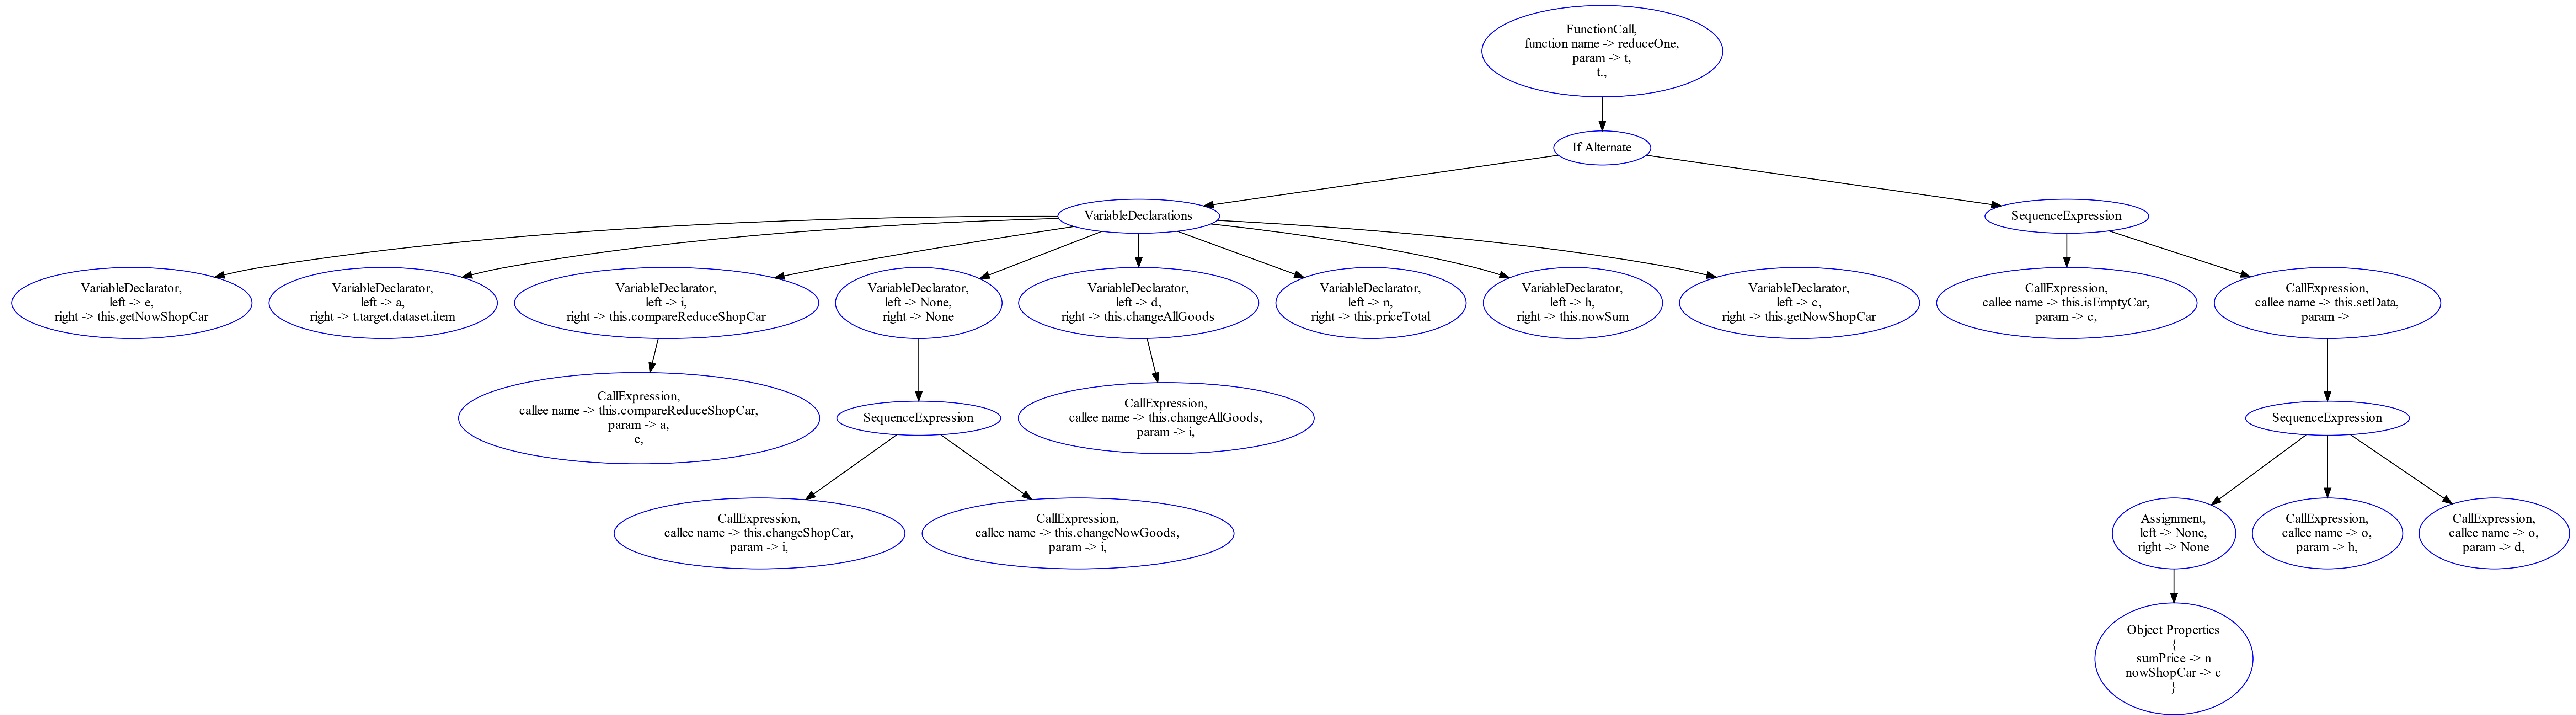 FunctionCall,
function name -> reduceOne,
param -> t,
t.,
If Alternate
VariableDeclarations
SequenceExpression
VariableDeclarator,
left -> e,
right -> this.getNowShopCar
VariableDeclarator,
left -> a,
right -> t.target.dataset.item
VariableDeclarator,
left -> i,
right -> this.compareReduceShopCar
VariableDeclarator,
left -> None,
right -> None
VariableDeclarator,
left -> d,
right -> this.changeAllGoods
VariableDeclarator,
left -> n,
right -> this.priceTotal
VariableDeclarator,
left -> h,
right -> this.nowSum
VariableDeclarator,
left -> c,
right -> this.getNowShopCar
CallExpression,
callee name -> this.isEmptyCar,
param -> c,
CallExpression,
callee name -> this.setData,
param ->
CallExpression,
callee name -> this.compareReduceShopCar,
param -> a,
e,
SequenceExpression
CallExpression,
callee name -> this.changeAllGoods,
param -> i,
SequenceExpression
CallExpression,
callee name -> this.changeShopCar,
param -> i,
CallExpression,
callee name -> this.changeNowGoods,
param -> i,
Assignment,
left -> None,
right -> None
CallExpression,
callee name -> o,
param -> h,
CallExpression,
callee name -> o,
param -> d,
Object Properties
{
sumPrice -> n
nowShopCar -> c
}